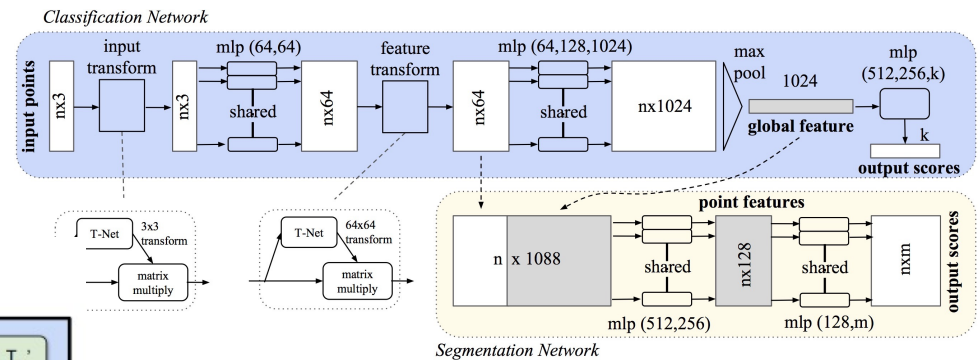 Classification Network
input points
nx3
input
transform
nx3
mlp (64,64)
shared
nx64
feature
transform
nx64
mlp (64,128,1024)
shared
nx1024
max
pool
1024
global feature
mlp
(512,256,k)
k
output scores
T-Net
3x3
transform
matrix
multiply
T-Net
64x64
transform
matrix
multiply
point features
n x 1088
shared
mlp (512,256)
nx128
shared
mlp (128,m)
nxm
output scores
Segmentation Network
T '